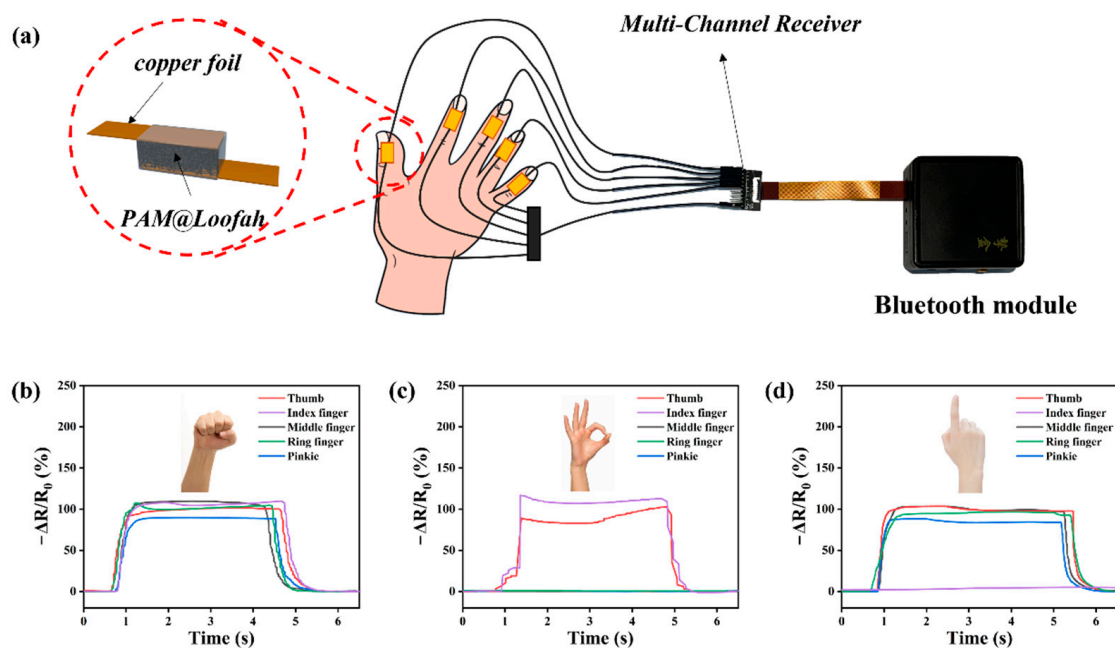 (a)
Multi-Channel Receiver
copper foil
PAM@Loofah
Bluetooth module
(b)
250
200
150
100
50
0
−ΔR/R0 (%)
Thumb
Index finger
Middle finger
Ring finger
Pinkie
0 1 2 3 4 5 6
Time (s)
(c)
250
200
150
100
50
0
−ΔR/R0 (%)
Thumb
Index finger
Middle finger
Ring finger
Pinkie
0 1 2 3 4 5 6
Time (s)
(d)
250
200
150
100
50
0
−ΔR/R0 (%)
Thumb
Index finger
Middle finger
Ring finger
Pinkie
0 1 2 3 4 5 6
Time (s)